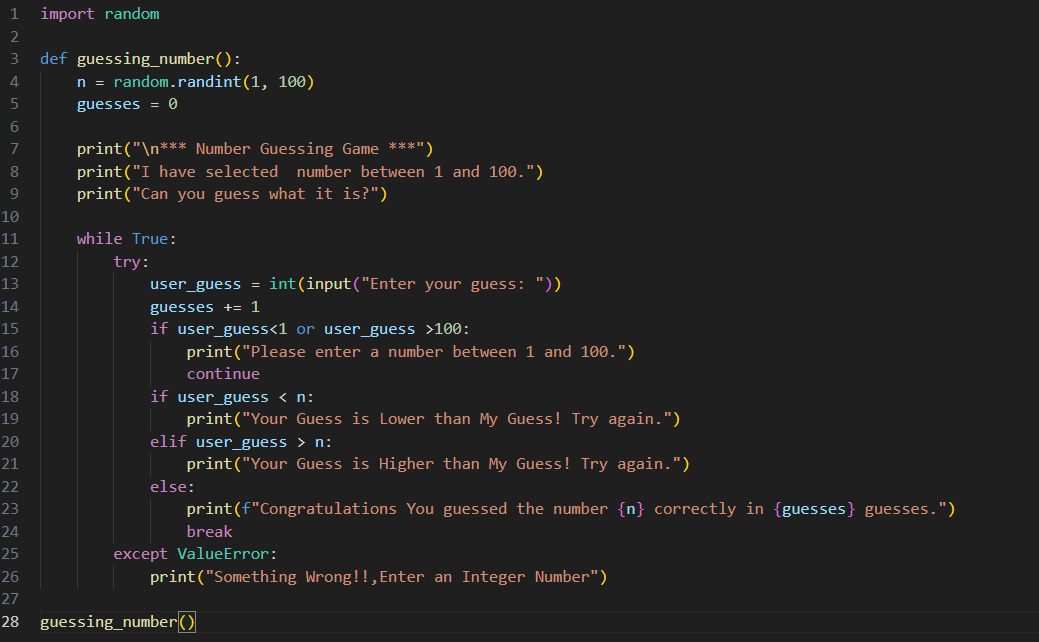 1 import random
2
3 def guessing_number():
4     n = random.randint(1, 100)
5     guesses = 0
6
7     print("\n*** Number Guessing Game ***")
8     print("I have selected  number between 1 and 100.")
9     print("Can you guess what it is?")
10
11     while True:
12         try:
13             user_guess = int(input("Enter your guess: "))
14             guesses += 1
15             if user_guess<1 or user_guess >100:
16                 print("Please enter a number between 1 and 100.")
17                 continue
18             if user_guess < n:
19                 print("Your Guess is Lower than My Guess! Try again.")
20             elif user_guess > n:
21                 print("Your Guess is Higher than My Guess! Try again.")
22             else:
23                 print(f"Congratulations You guessed the number {n} correctly in {guesses} guesses.")
24                 break
25         except ValueError:
26             print("Something Wrong!!,Enter an Integer Number")
27
28 guessing_number()